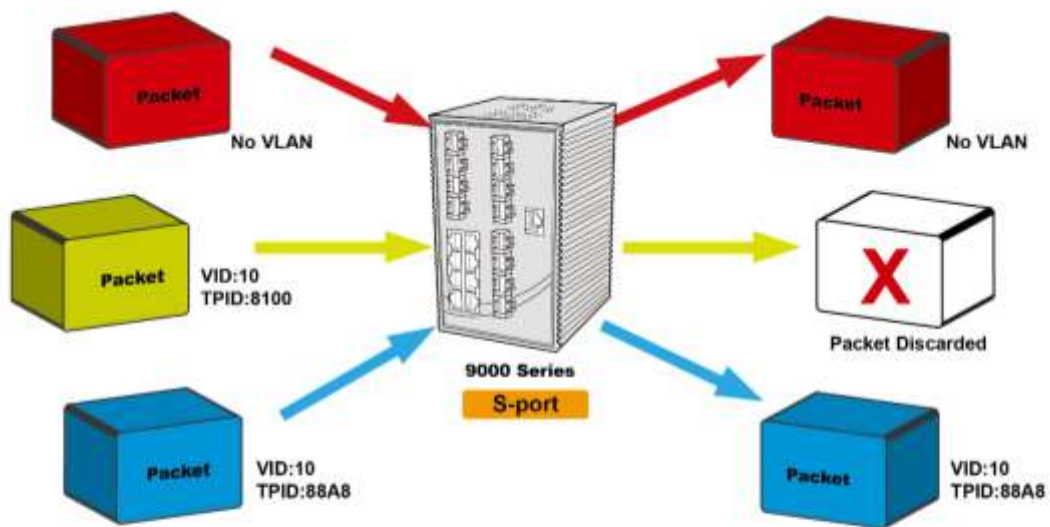 Packet
No VLAN
Packet
No VLAN
Packet
VID:10
TPID:8100
X
Packet Discarded
9000 Series
S-port
Packet
VID:10
TPID:88A8
Packet
VID:10
TPID:88A8